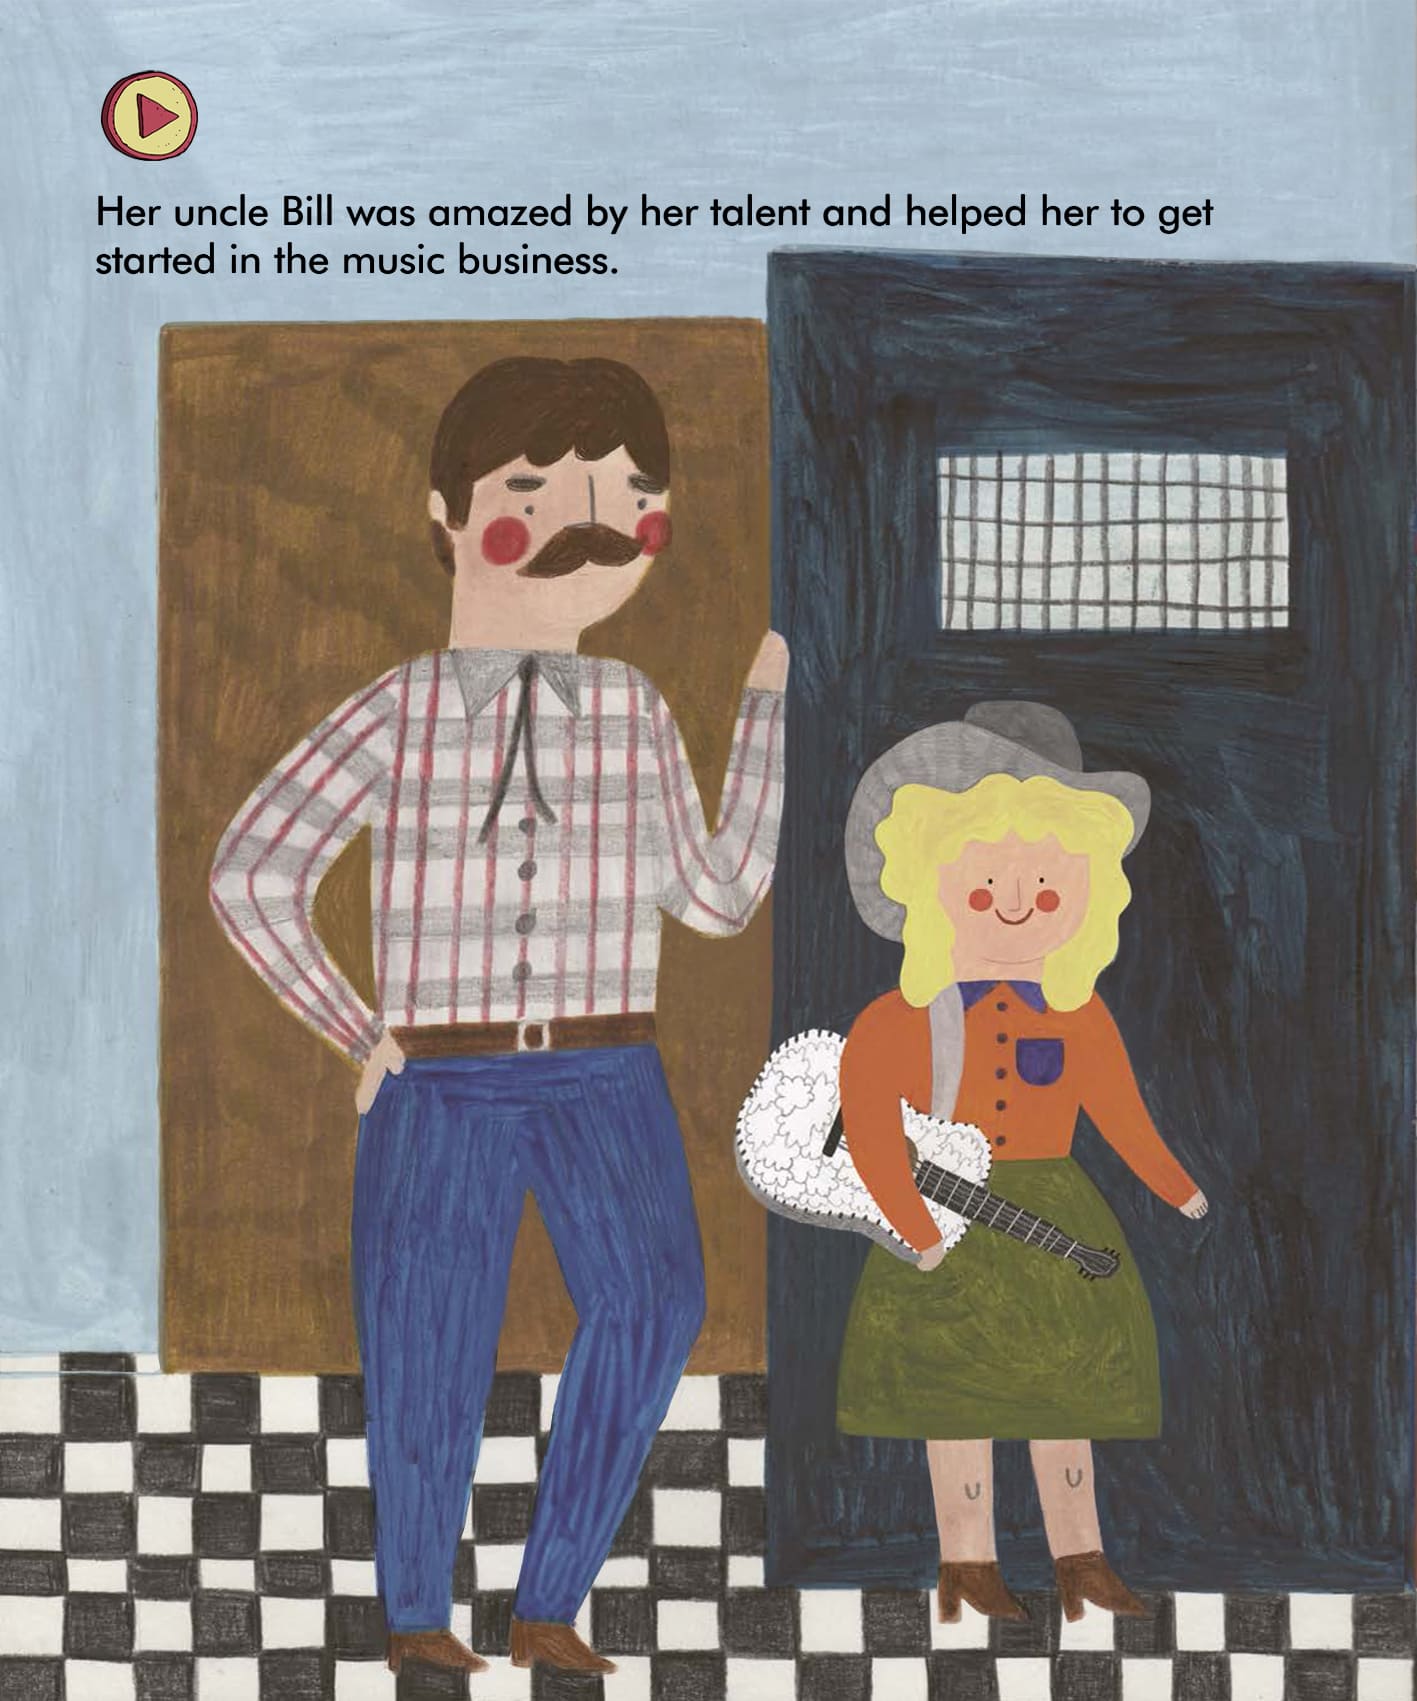 Her uncle Bill was amazed by her talent and helped her to get
started in the music business.